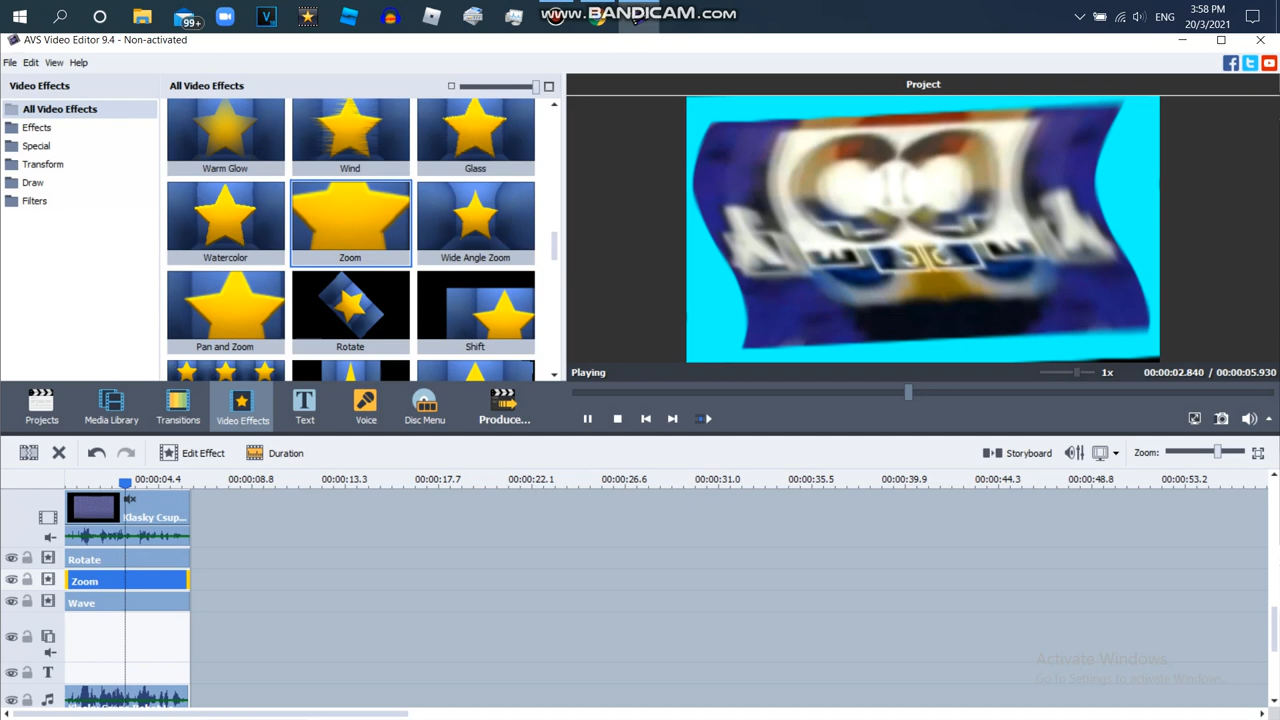 www.BANDICAM.com
99+
V
ENG
3:58 PM
20/3/2021
AVS Video Editor 9.4 - Non-activated
File Edit View Help
Video Effects
All Video Effects
Effects
Special
Transform
Draw
Filters
All Video Effects
Warm Glow
Wind
Glass
Watercolor
Zoom
Wide Angle Zoom
Pan and Zoom
Rotate
Shift
Project
Playing
1x
00:00:02.840 / 00:00:05.930
Projects
Media Library
Transitions
Video Effects
Text
Voice
Disc Menu
Produce...
Edit Effect
Duration
Storyboard
Zoom:
00:00:04.4 00:00:08.8 00:00:13.3 00:00:17.7 00:00:22.1 00:00:26.6 00:00:31.0 00:00:35.5 00:00:39.9 00:00:44.3 00:00:48.8 00:00:53.2
Klasky Csup...
Rotate
Zoom
Wave
T
Activate Windows
Go to Settings to activate Windows.